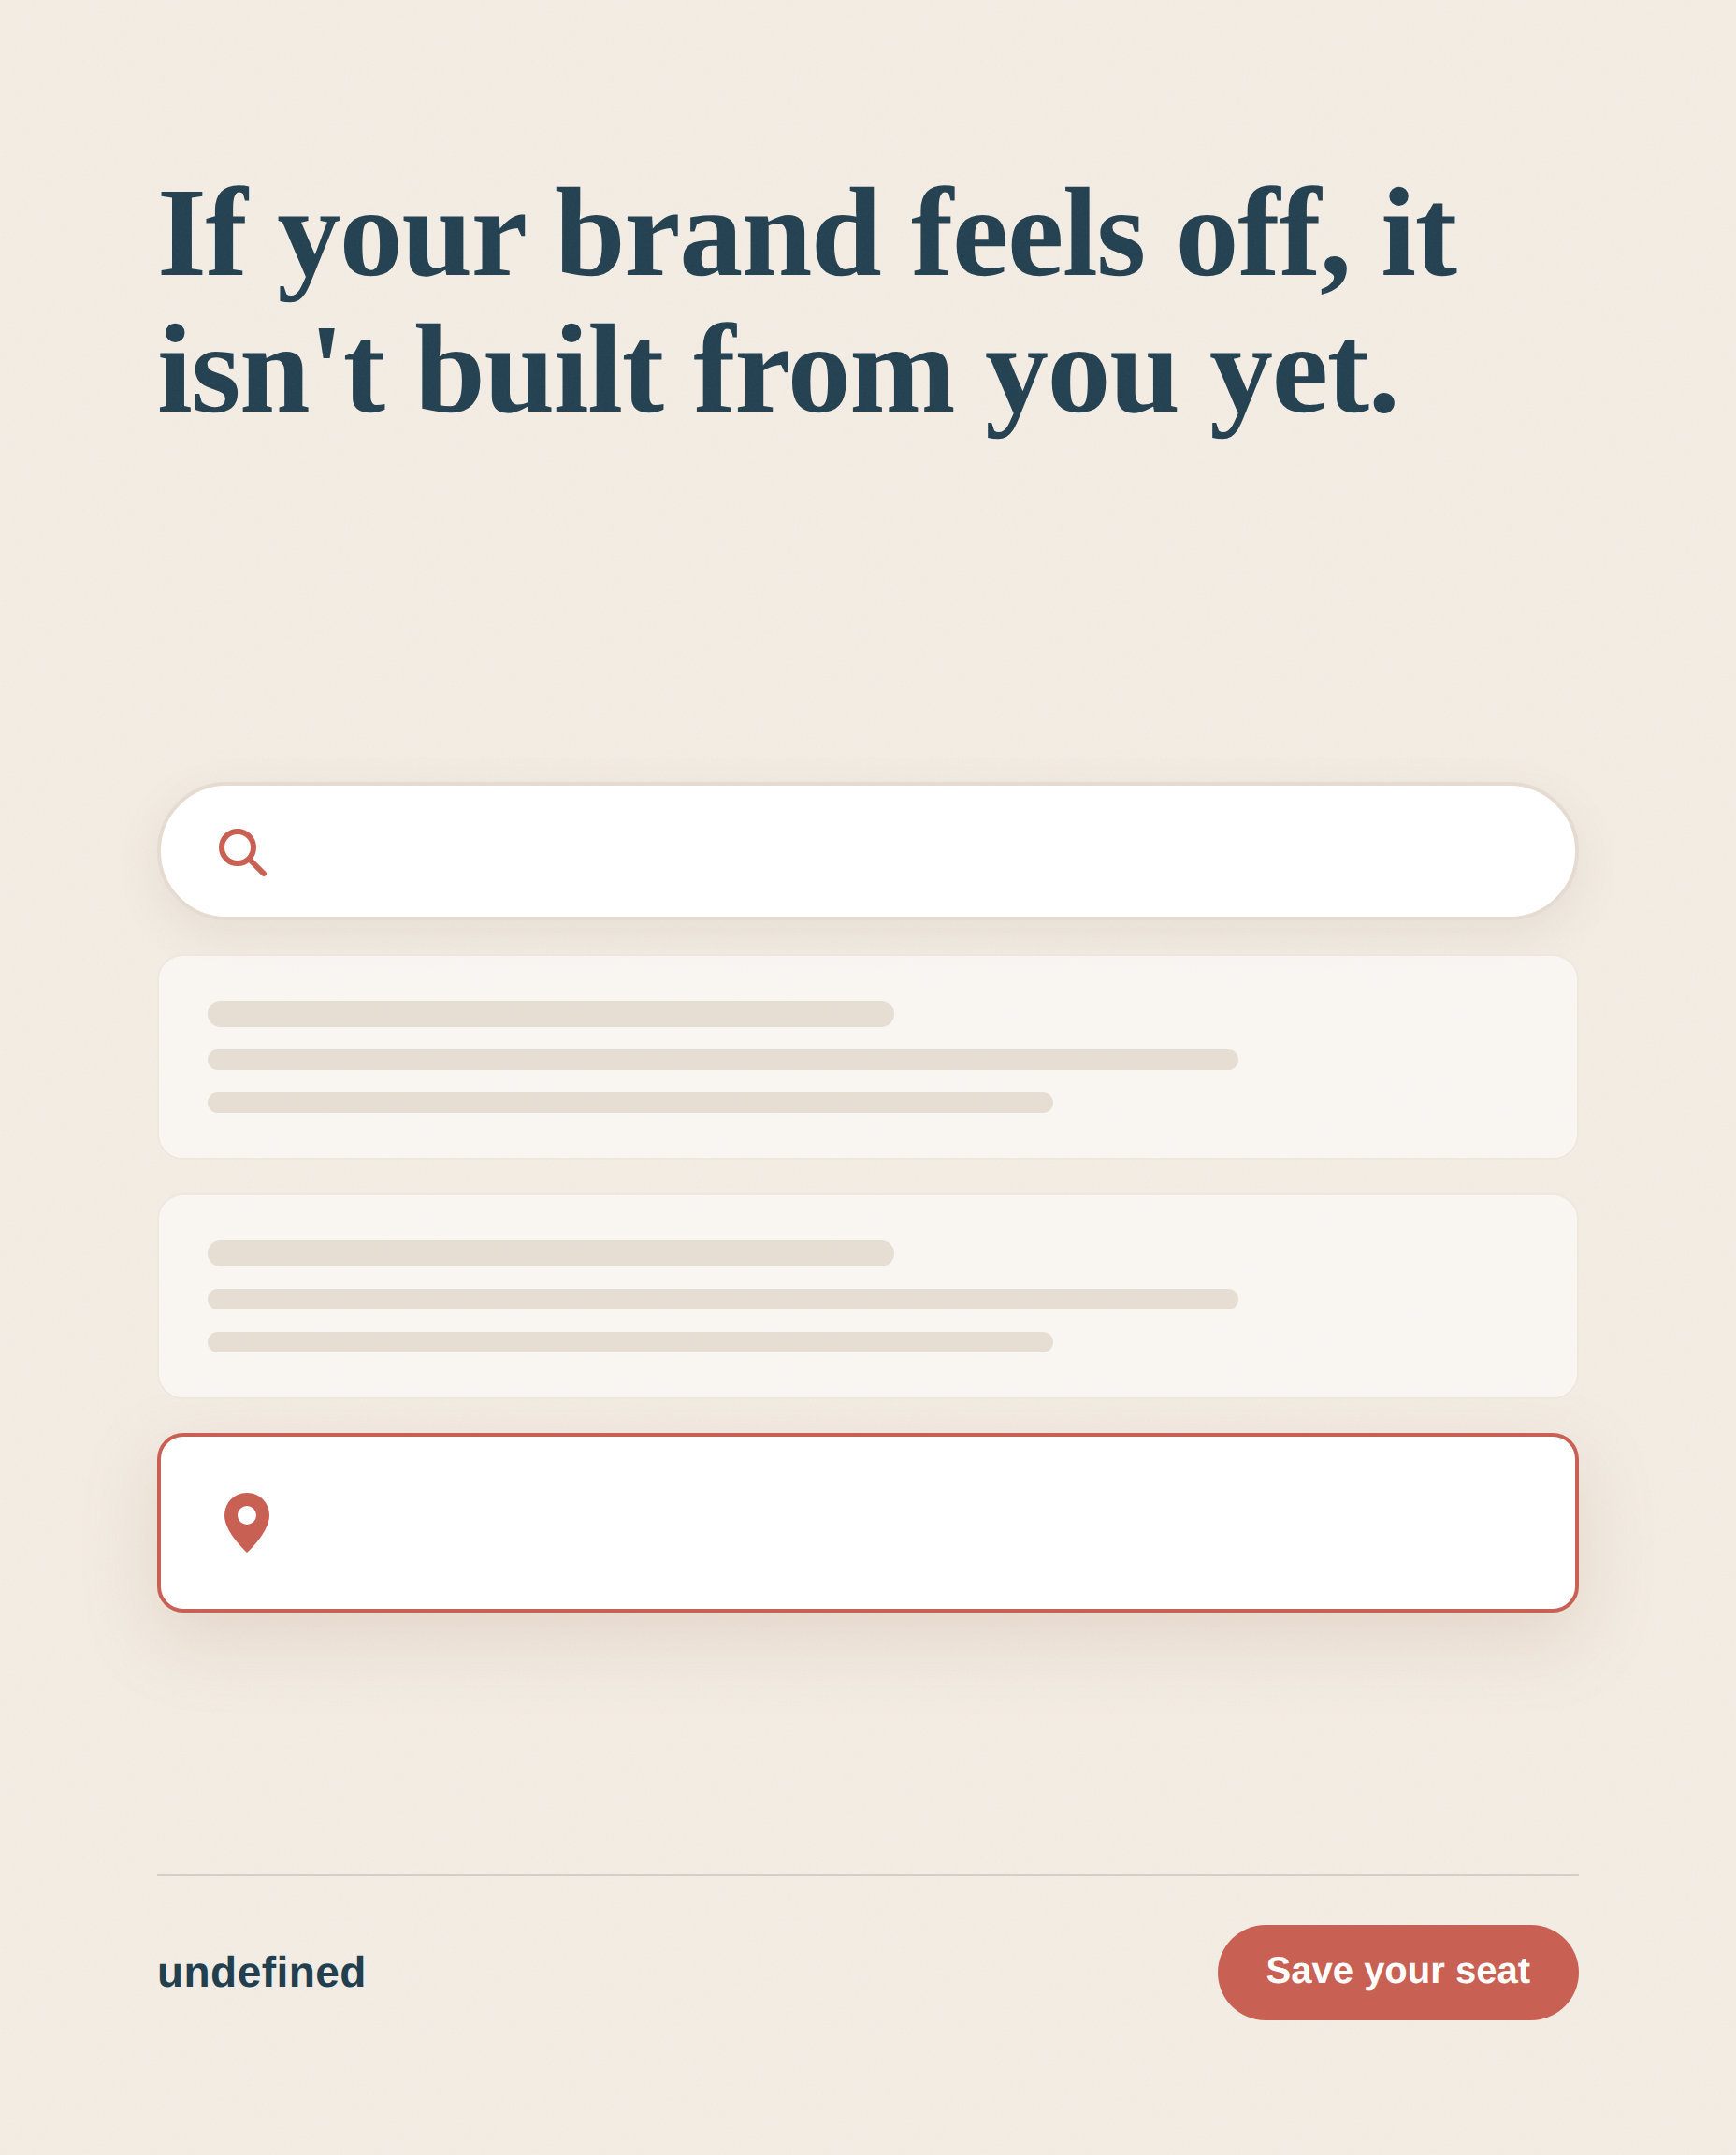 If your brand feels off, it
isn't built from you yet.
undefined
Save your seat